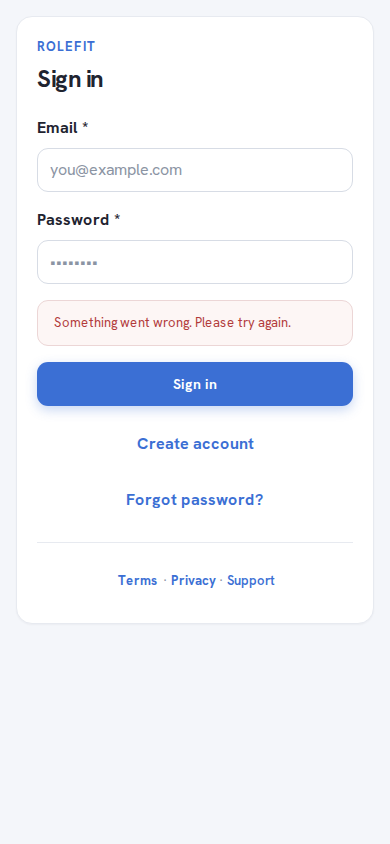 ROLEFIT
Sign in
Email *
you@example.com
Password *
••••••••
Something went wrong. Please try again.
Sign in
Create account
Forgot password?
Terms · Privacy · Support